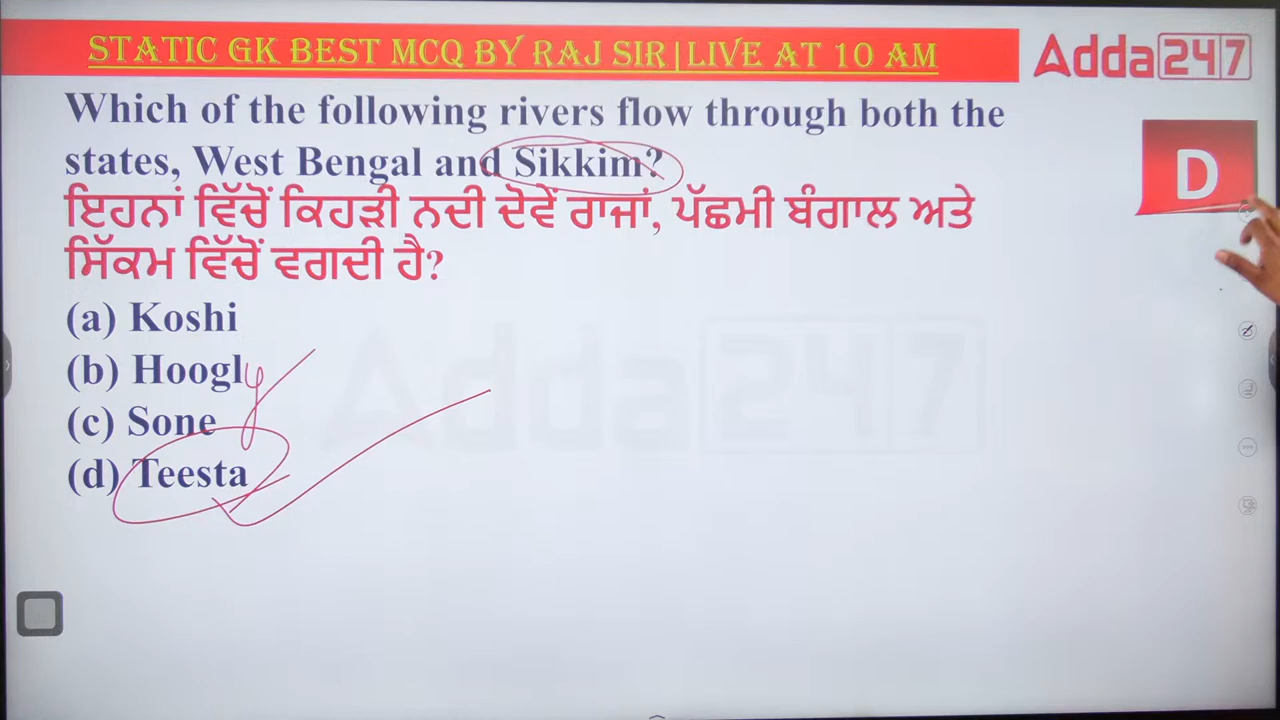 STATIC GK BEST MCQ BY RAJ SIR|LIVE AT 10 AM
Adda247
Which of the following rivers flow through both the
states, West Bengal and Sikkim?
D
ਇਹਨਾਂ ਵਿੱਚੋਂ ਕਿਹੜੀ ਨਦੀ ਦੋਵੇਂ ਰਾਜਾਂ, ਪੱਛਮੀ ਬੰਗਾਲ ਅਤੇ
ਸਿੱਕਮ ਵਿੱਚੋਂ ਵਗਦੀ ਹੈ?
(a) Koshi
(b) Hoogly
(c) Sone
(d) Teesta
Adda247